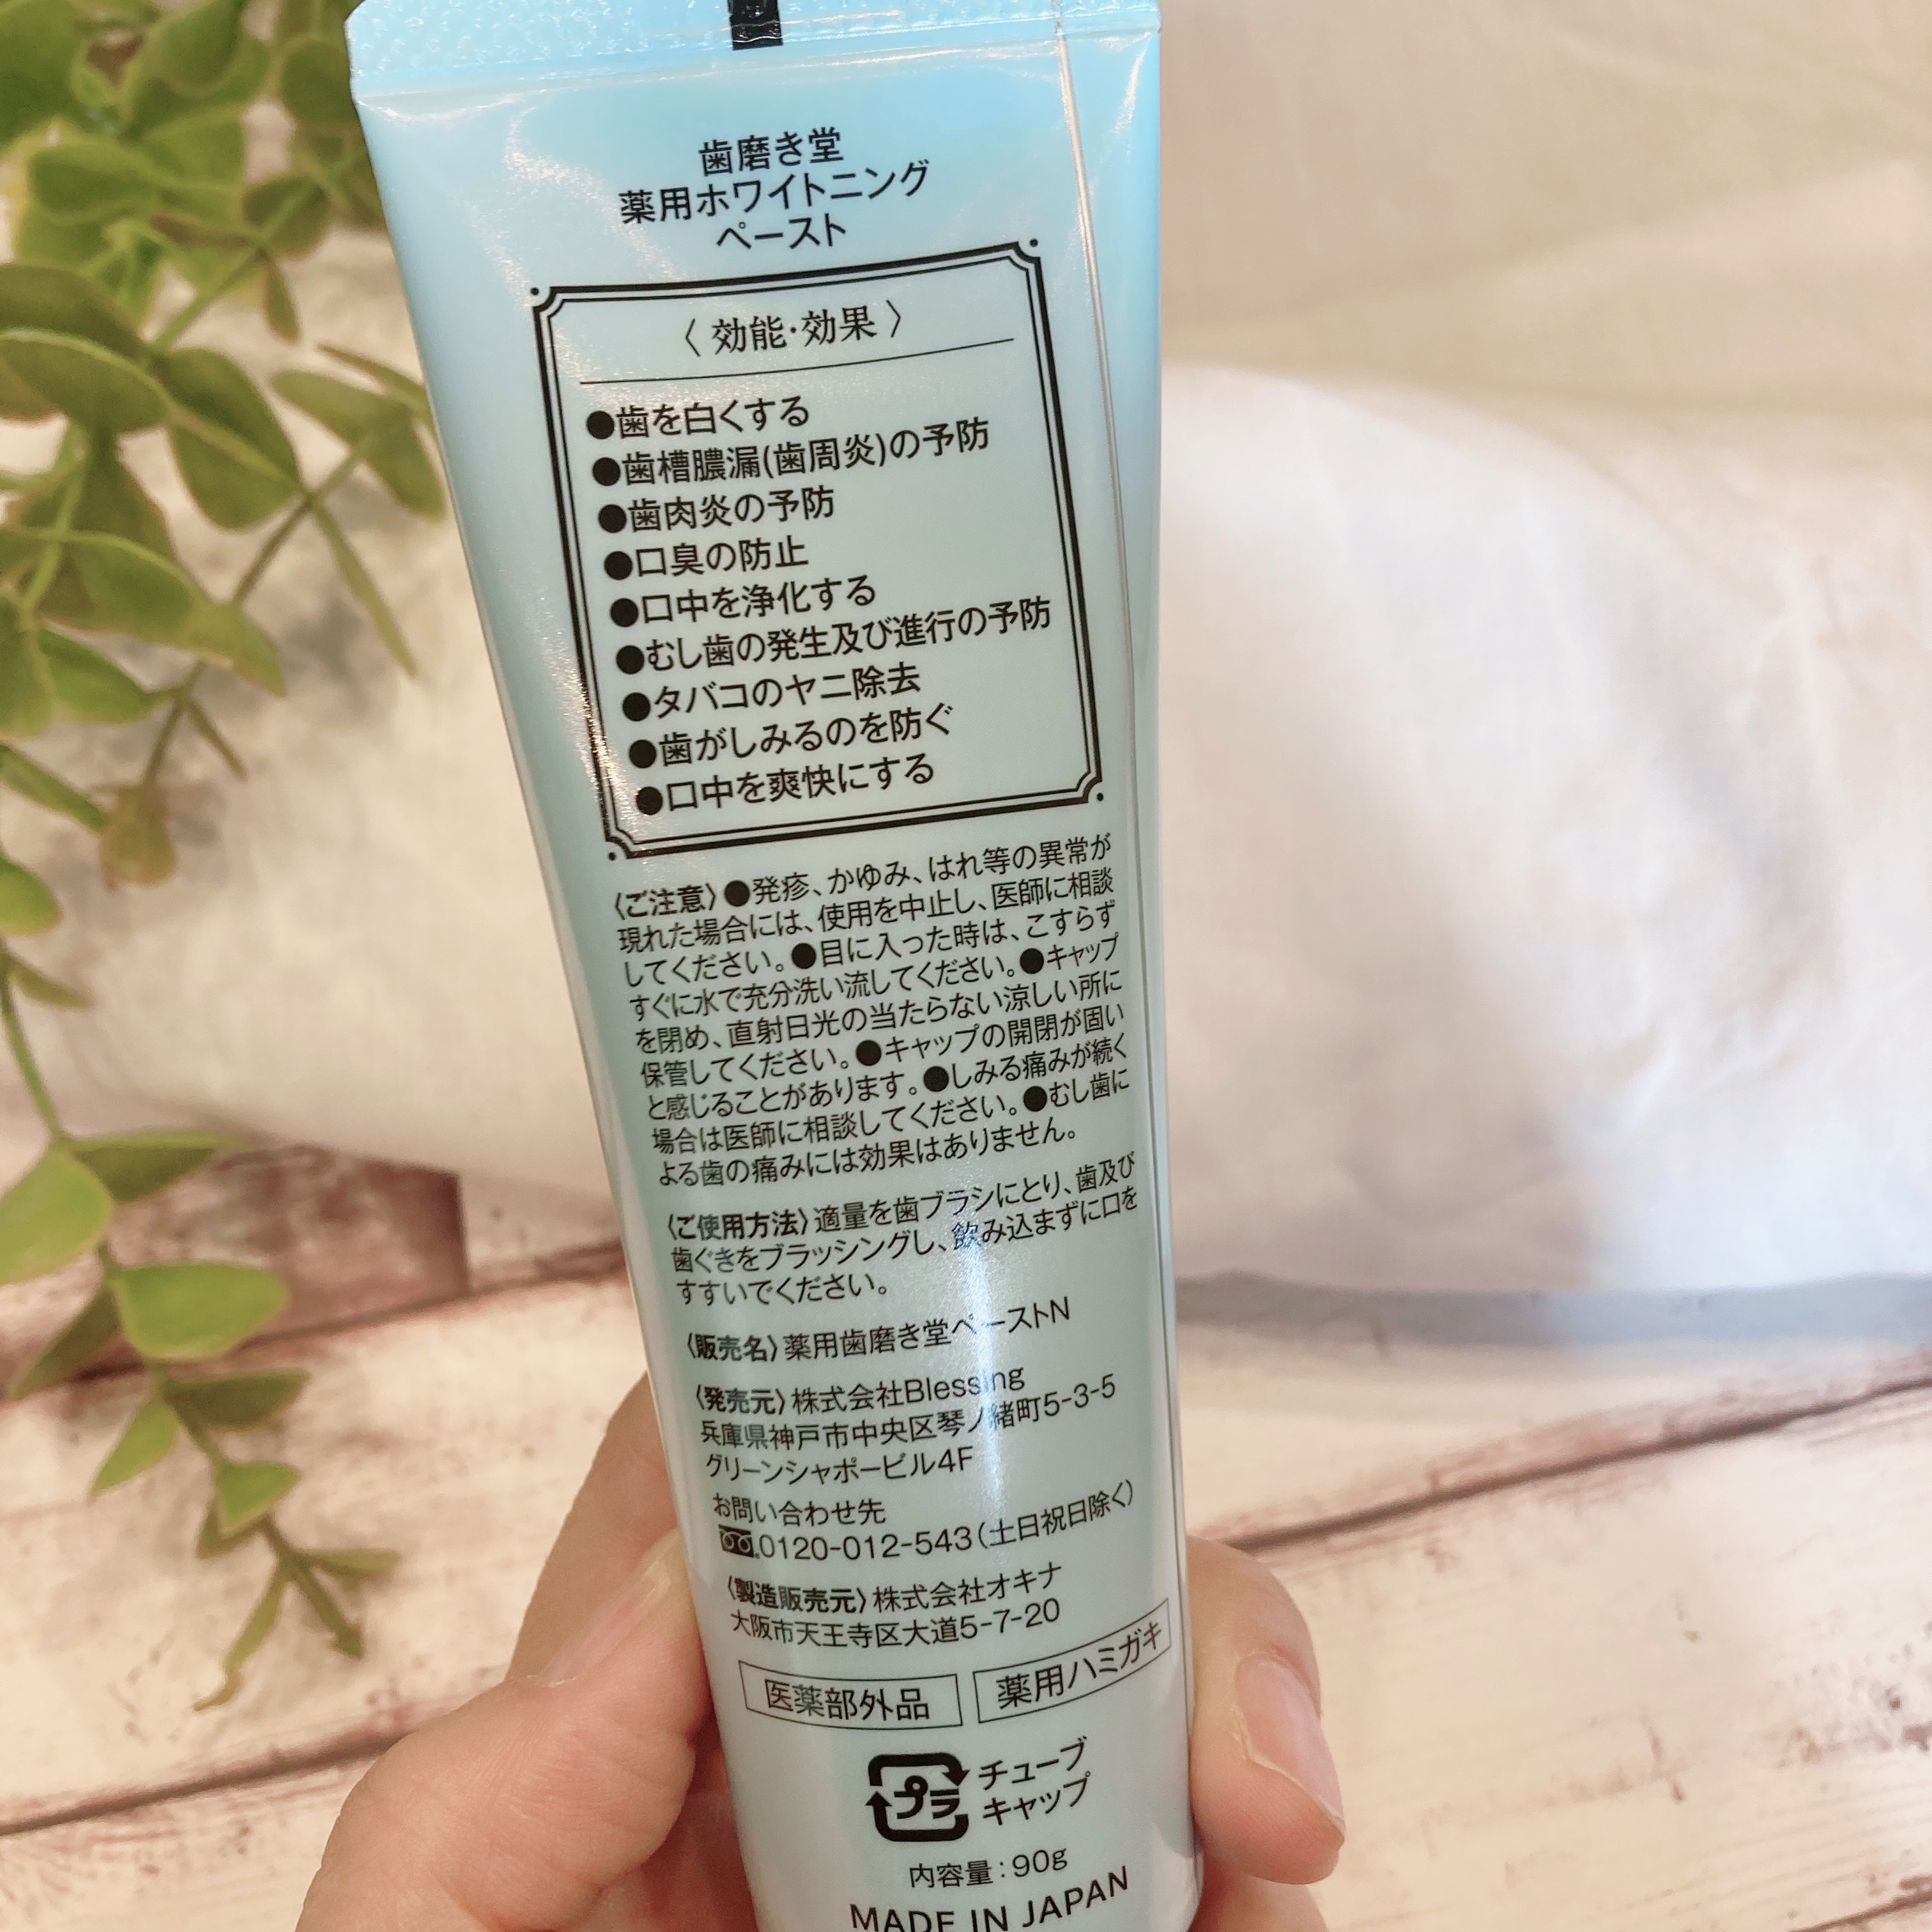 歯磨き堂
薬用ホワイトニング
ペースト
〈効能・効果〉
●歯を白くする
●歯槽膿漏(歯周炎)の予防
●歯肉炎の予防
●口臭の防止
●口中を浄化する
●むし歯の発生及び進行の予防
●タバコのヤニ除去
●歯がしみるのを防ぐ
●口中を爽快にする
〈ご注意〉●発疹、かゆみ、はれ等の異常が
現れた場合には、使用を中止し、医師に相談
してください。●目に入った時は、こすらず
すぐに水で充分洗い流してください。●キャップ
を閉め、直射日光の当たらない涼しい所に
保管してください。●キャップの開閉が固い
と感じることがあります。●しみる痛みが続く
場合は医師に相談してください。●むし歯に
よる歯の痛みには効果はありません。
〈ご使用方法〉適量を歯ブラシにとり、歯及び
歯ぐきをブラッシングし、飲み込まずに口を
すすいでください。
〈販売名〉薬用歯磨き堂ペーストN
〈発売元〉株式会社Blessing
兵庫県神戸市中央区琴ノ緒町5-3-5
グリーンシャポービル4F
お問い合わせ先
0120-012-543(土日祝日除く)
〈製造販売元〉株式会社オキナ
大阪市天王寺区大道5-7-20
医薬部外品 薬用ハミガキ
プラ チューブ
キャップ
内容量:90g
MADE IN JAPAN